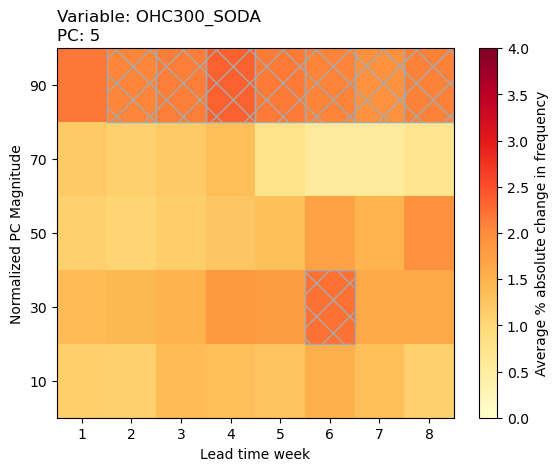 Variable: OHC300_SODA
PC: 5
Normalized PC Magnitude
90
70
50
30
10
1 2 3 4 5 6 7 8
Lead time week
4.0
3.5
3.0
2.5
2.0
1.5
1.0
0.5
0.0
Average % absolute change in frequency